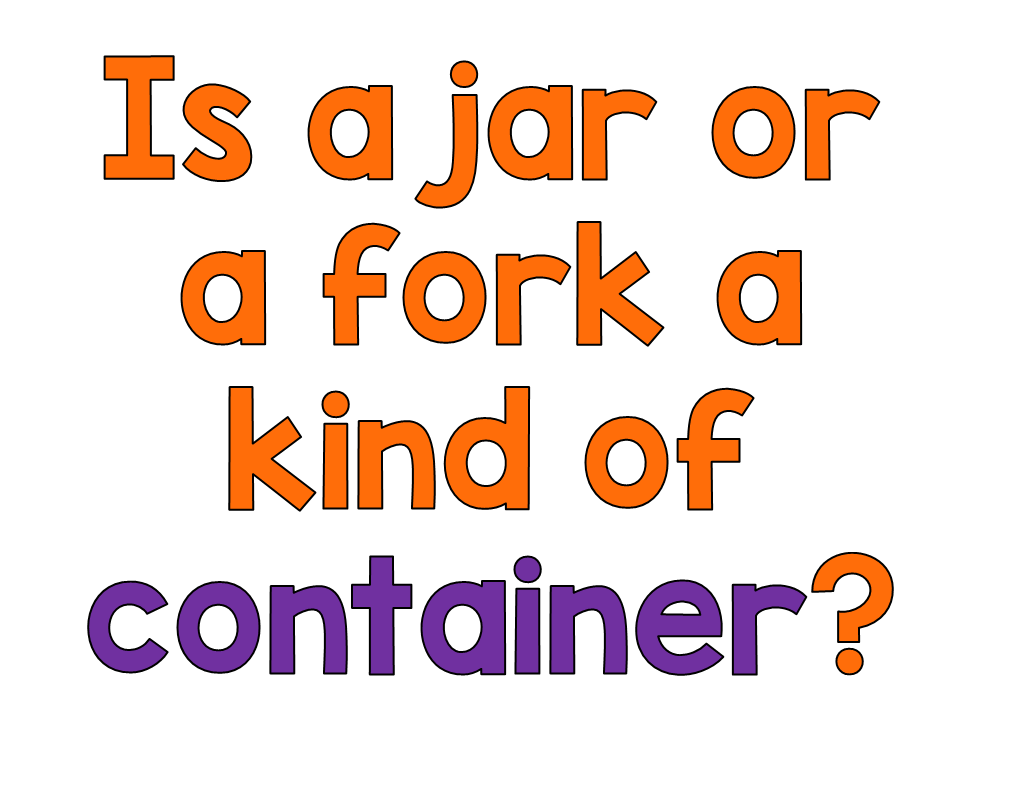 Is a jar or
a fork a
kind of
container?